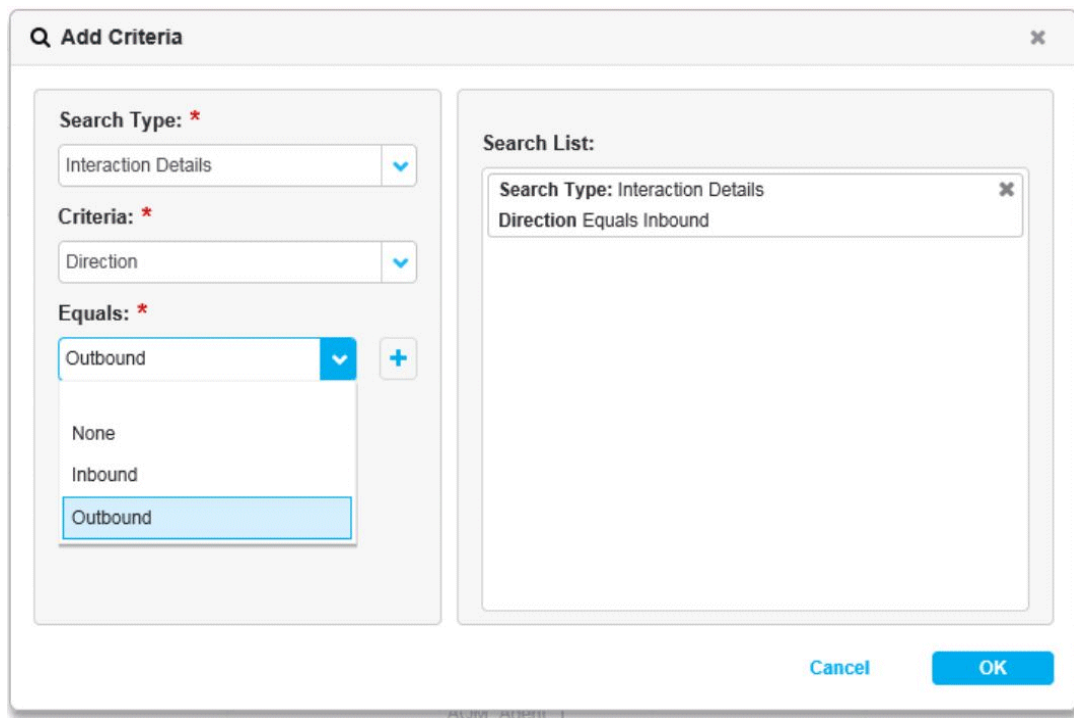 Add Criteria
Search Type: *
Interaction Details
Criteria: *
Direction
Equals: *
Outbound
None
Inbound
Outbound
Search List:
Search Type: Interaction Details
Direction Equals Inbound
Cancel
OK